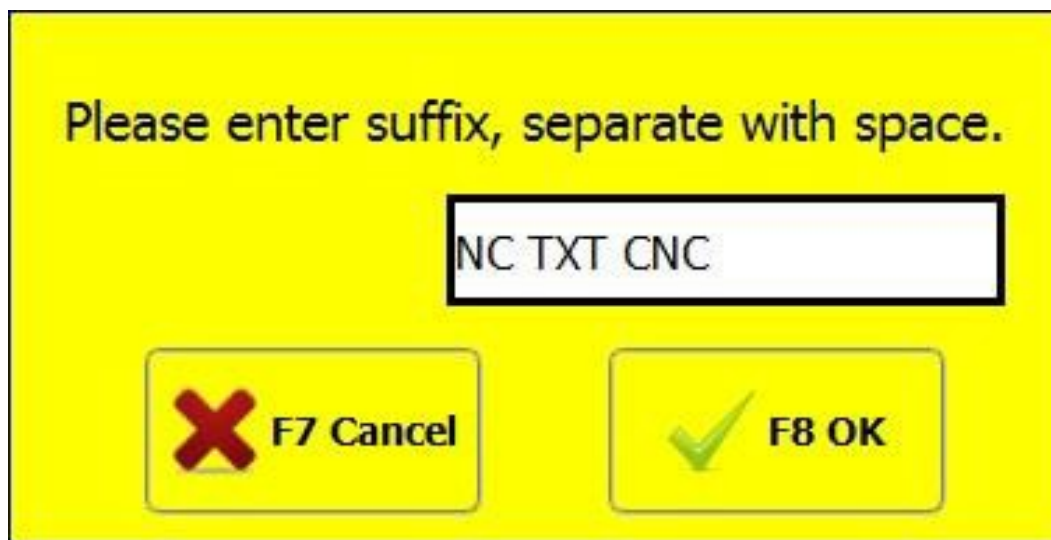 Please enter suffix, separate with space.
NC TXT CNC
F7 Cancel
F8 OK